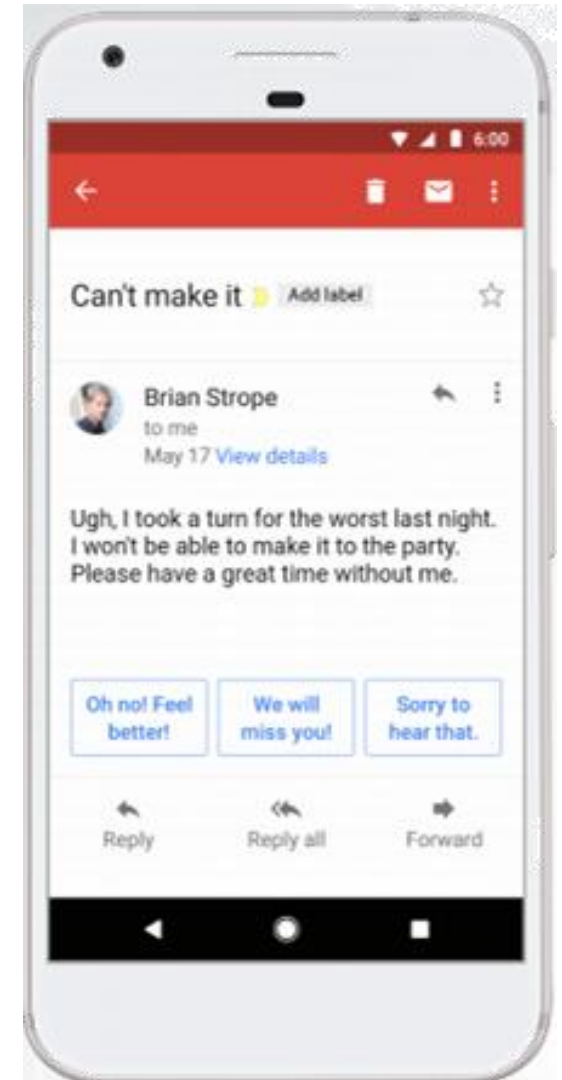 6:00
Can't make it Add label
Brian Strope
to me
May 17 View details
Ugh, I took a turn for the worst last night.
I won't be able to make it to the party.
Please have a great time without me.
Oh no! Feel
better!
We will
miss you!
Sorry to
hear that.
Reply Reply all Forward